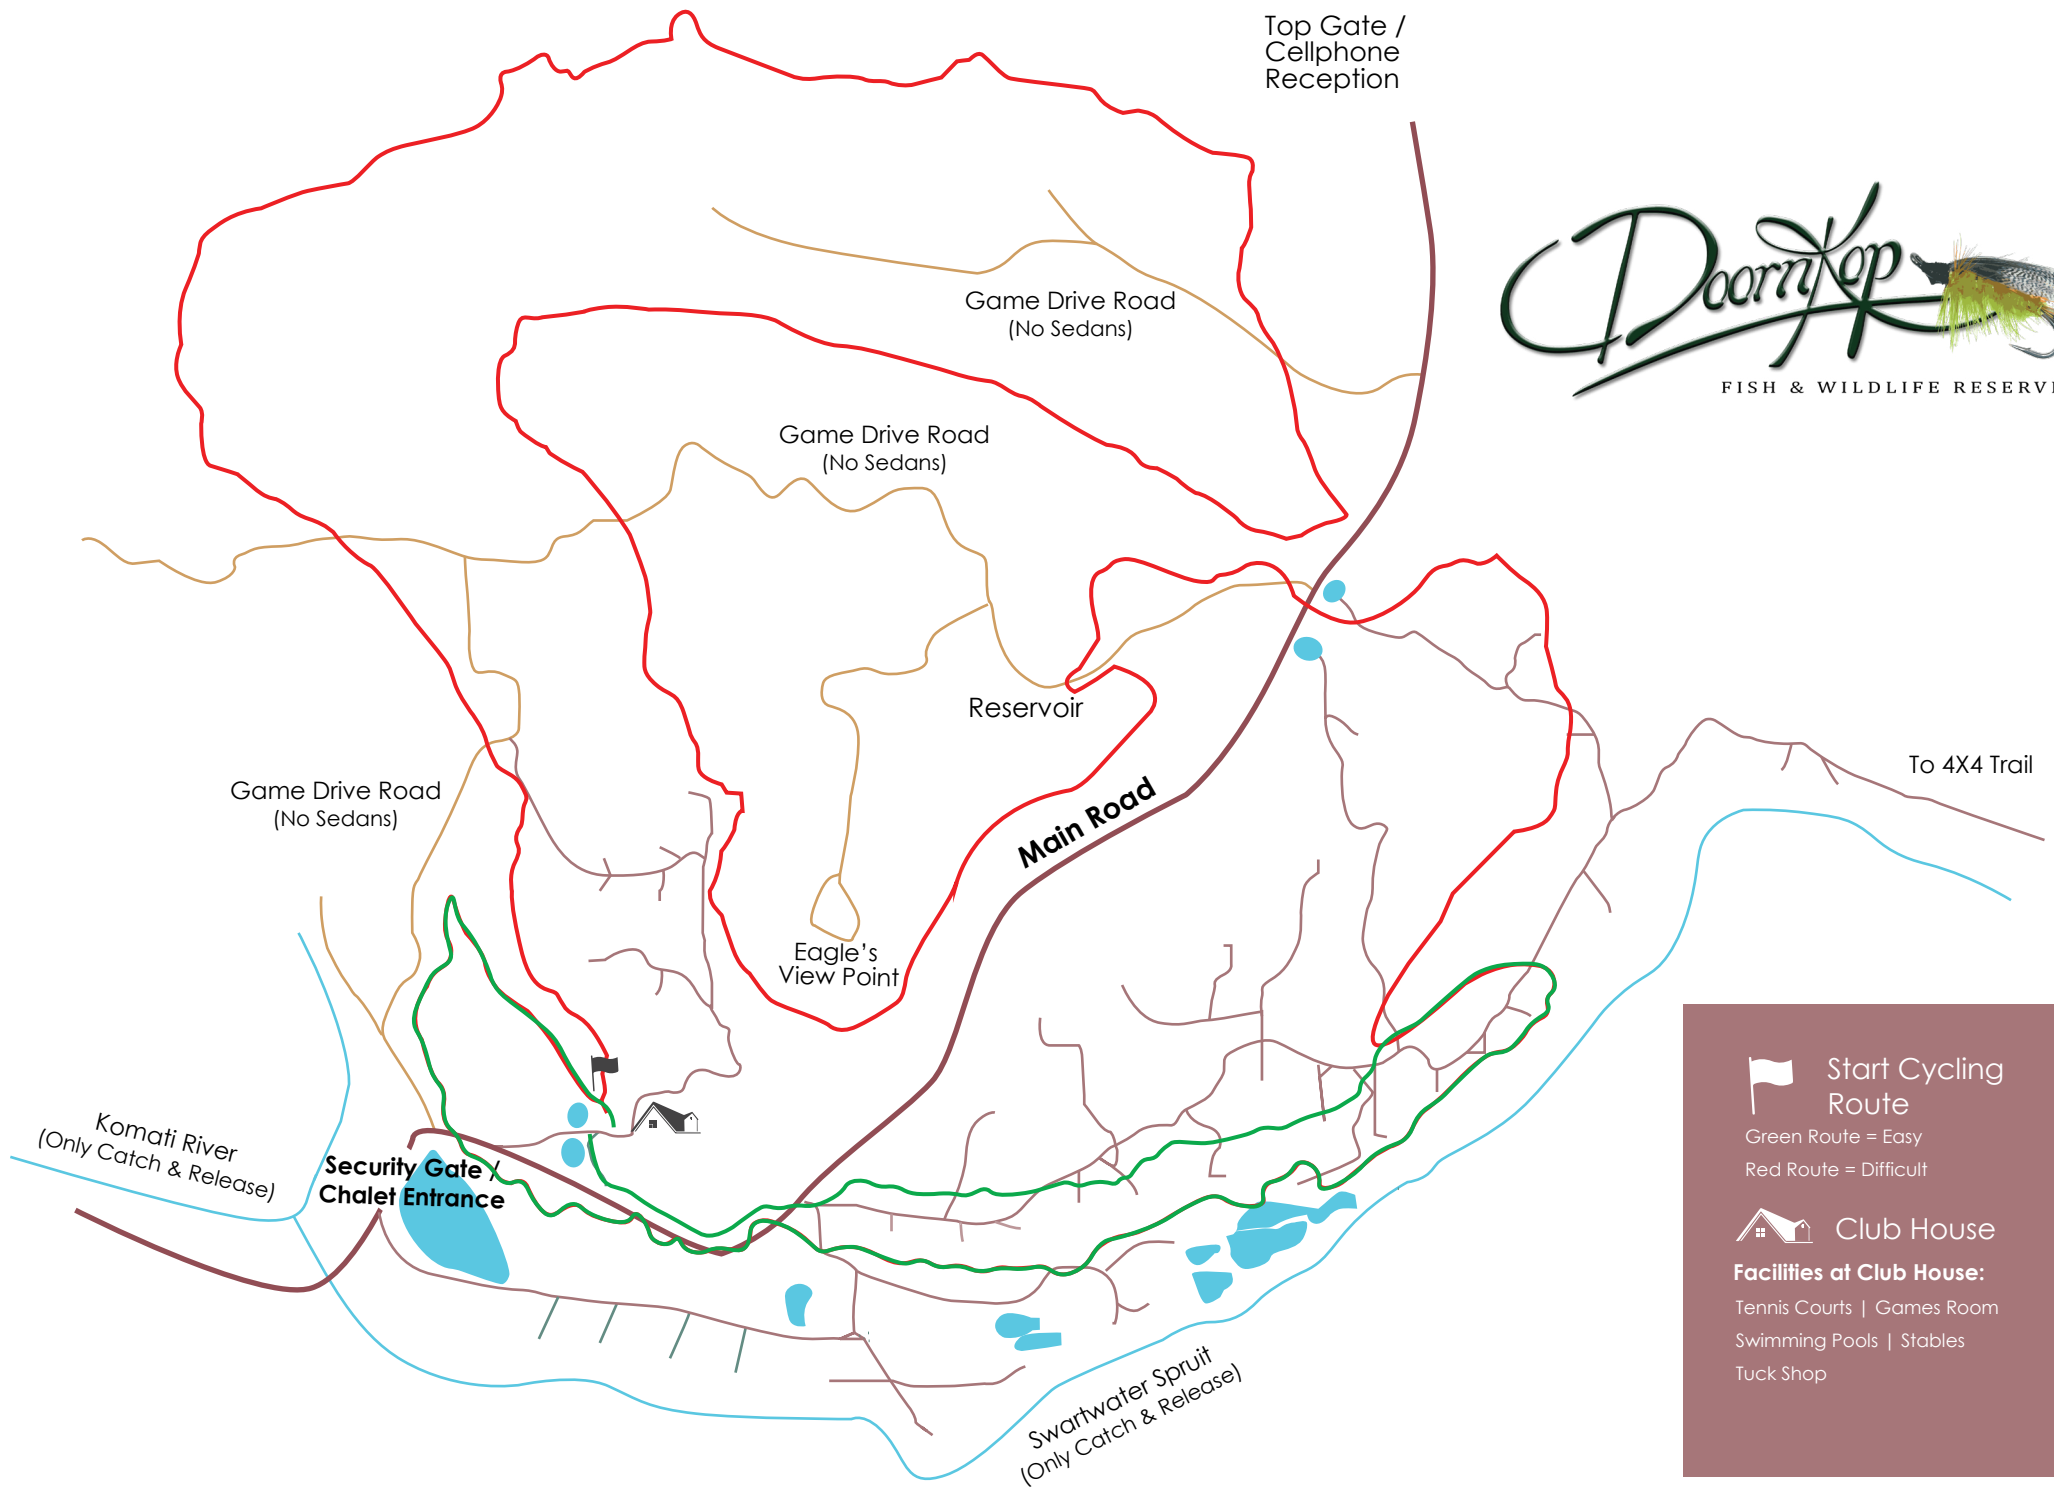 Top Gate /
Cellphone
Reception
DoornKop
FISH & WILDLIFE RESERV
Game Drive Road
(No Sedans)
Game Drive Road
(No Sedans)
Reservoir
To 4X4 Trail
Game Drive Road
(No Sedans)
Main Road
Eagle's
View Point
Komati River
(Only Catch & Release)
Security Gate /
Chalet Entrance
Swartwater Spruit
(Only Catch & Release)
Start Cycling
Route
Green Route = Easy
Red Route = Difficult
Club House
Facilities at Club House:
Tennis Courts | Games Room
Swimming Pools | Stables
Tuck Shop